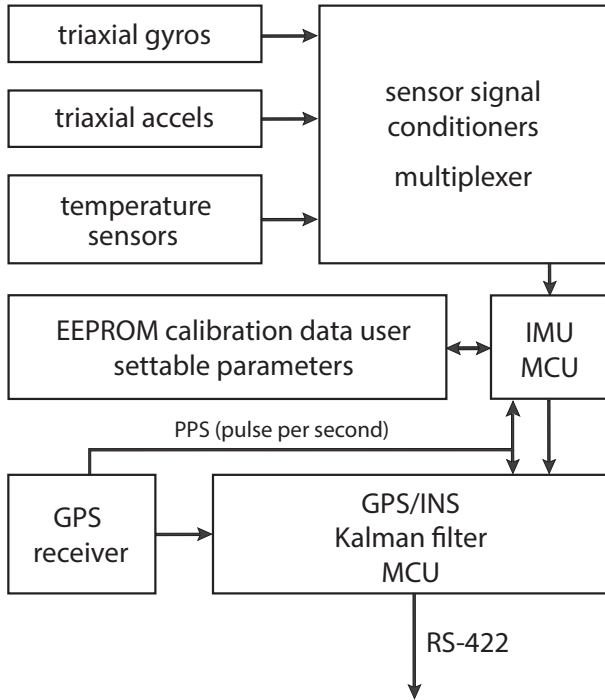 triaxial gyros
triaxial accels
temperature
sensors
sensor signal
conditioners
multiplexer
EEPROM calibration data user
settable parameters
IMU
MCU
PPS (pulse per second)
GPS
receiver
GPS/INS
Kalman filter
MCU
RS-422